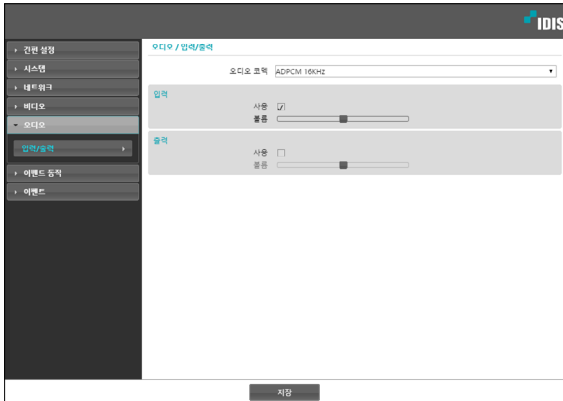 IDIS
간편 설정
시스템
네트워크
비디오
오디오
입력/출력
이벤트 동작
이벤트
오디오 / 입력/출력
오디오 코덱 ADPCM 16KHz
입력
사용
볼륨
출력
사용
볼륨
저장